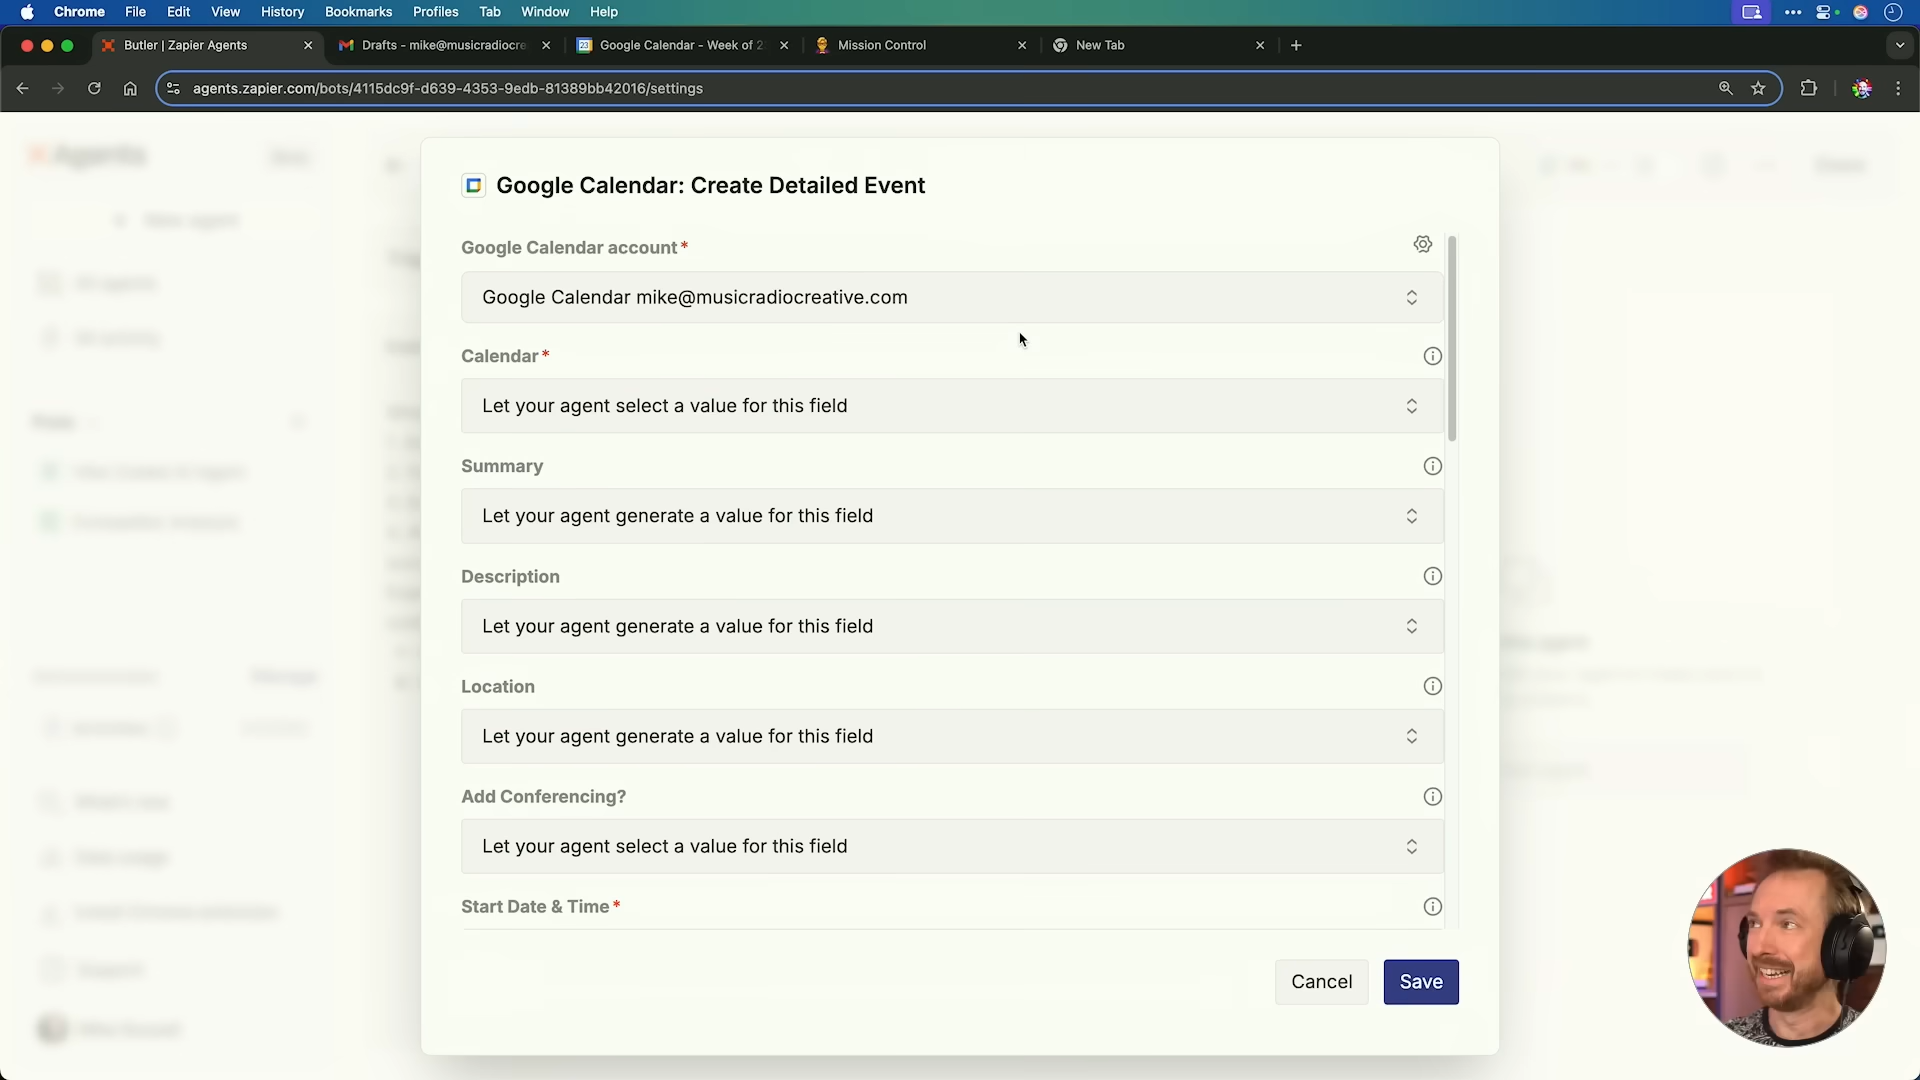 Chrome File Edit View History Bookmarks Profiles Tab Window Help
Butler | Zapier Agents
Drafts - mike@musicradiocre
Google Calendar - Week of 2
Mission Control
New Tab
agents.zapier.com/bots/4115dc9f-d639-4353-9edb-81389bb42016/settings
Agents
New agent
Google Calendar: Create Detailed Event
Google Calendar account*
Google Calendar mike@musicradiocreative.com
Calendar*
Let your agent select a value for this field
Summary
Let your agent generate a value for this field
Description
Let your agent generate a value for this field
Location
Let your agent generate a value for this field
Add Conferencing?
Let your agent select a value for this field
Start Date & Time*
Cancel
Save